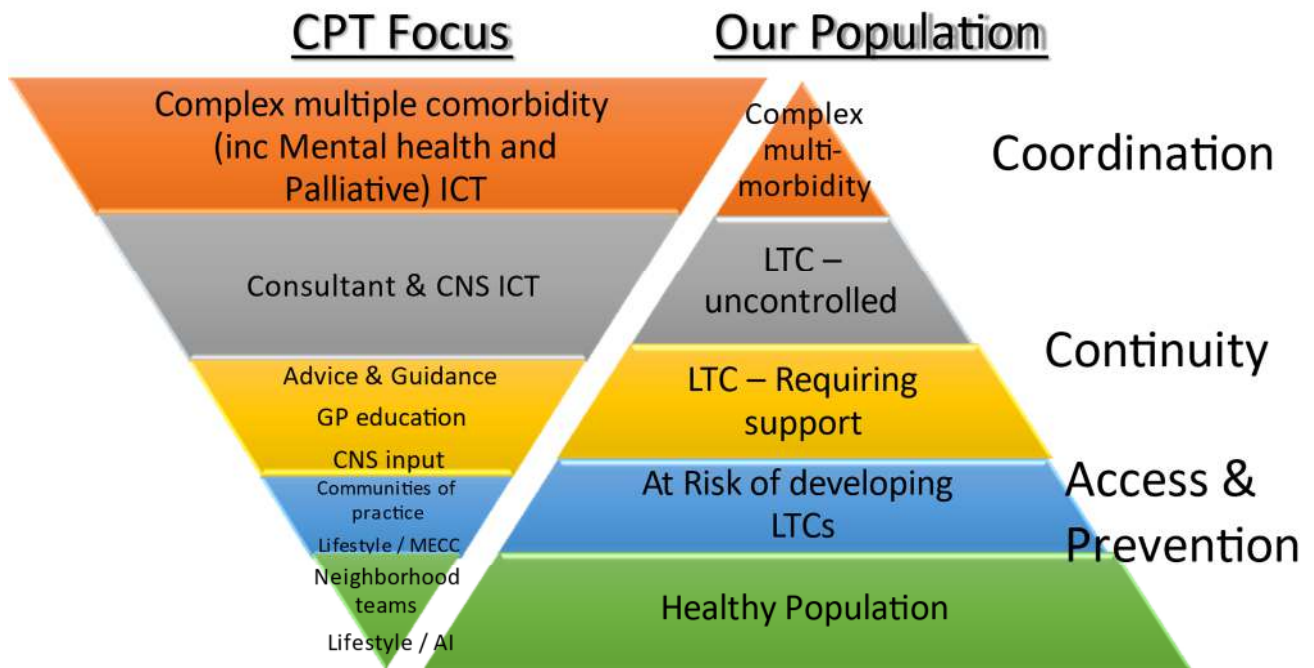 CPT Focus
Our Population
Complex multiple comorbidity
(inc Mental health and
Palliative) ICT
Consultant & CNS ICT
Advice & Guidance
GP education
CNS input
Communities of
practice
Lifestyle / MECC
Neighborhood
teams
Lifestyle / AI
Complex
multi-
morbidity
LTC –
uncontrolled
LTC – Requiring
support
At Risk of developing
LTCs
Healthy Population
Coordination
Continuity
Access &
Prevention